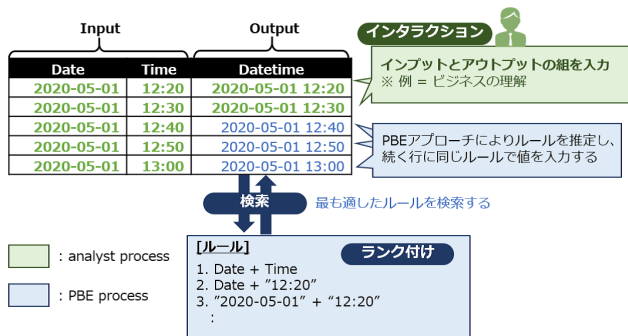 Input
Output
インタラクション
Date Time Datetime
2020-05-01 12:20 2020-05-01 12:20
2020-05-01 12:30 2020-05-01 12:30
2020-05-01 12:40 2020-05-01 12:40
2020-05-01 12:50 2020-05-01 12:50
2020-05-01 13:00 2020-05-01 13:00
インプットとアウトプットの組を入力
※ 例 = ビジネスの理解
PBEアプローチによりルールを推定し、
続く行に同じルールで値を入力する
検索
最も適したルールを検索する
[ルール]
ランク付け
1. Date + Time
2. Date + ”12:20”
3. ”2020-05-01” + “12:20”
:
: analyst process
: PBE process